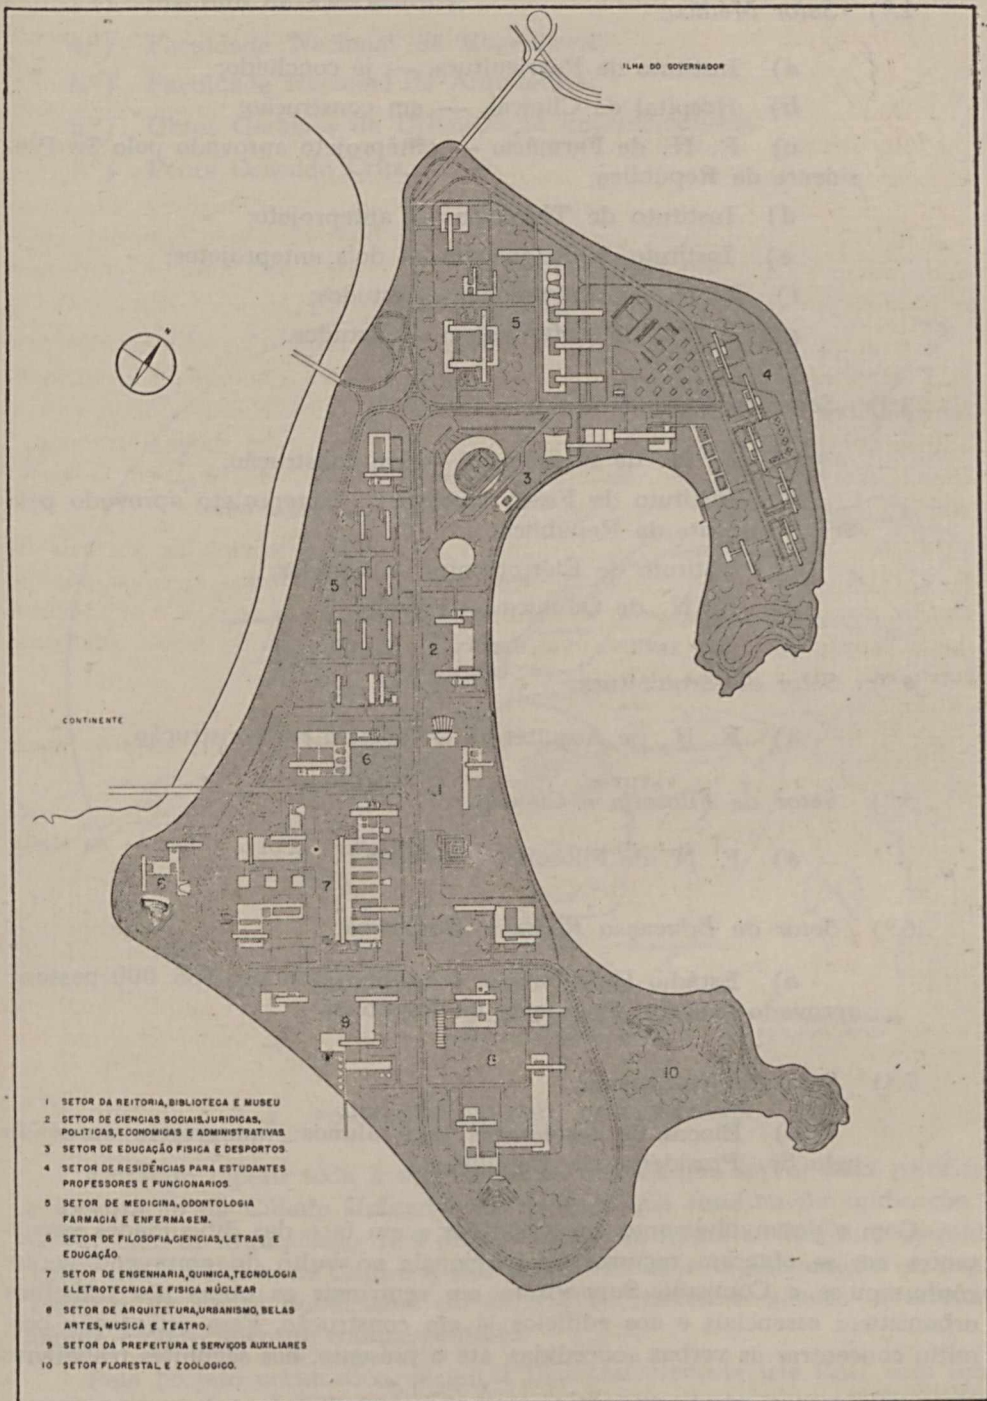 ILHA DO GOVERNADOR
N
5
4
3
5
2
CONTINENTE
6
1
6
7
9
8
10
1 SETOR DA REITORIA, BIBLIOTECA E MUSEU
2 SETOR DE CIENCIAS SOCIAIS, JURIDICAS,
POLITICAS, ECONOMICAS E ADMINISTRATIVAS
3 SETOR DE EDUCAÇÃO FISICA E DESPORTOS
4 SETOR DE RESIDÊNCIAS PARA ESTUDANTES
PROFESSORES E FUNCIONARIOS
5 SETOR DE MEDICINA, ODONTOLOGIA
FARMACIA E ENFERMAGEM.
6 SETOR DE FILOSOFIA, CIENCIAS, LETRAS E
EDUCAÇÃO
7 SETOR DE ENGENHARIA, QUIMICA, TECNOLOGIA
ELETROTECNICA E FISICA NÚCLEAR
8 SETOR DE ARQUITETURA, URBANISMO, BELAS
ARTES, MUSICA E TEATRO.
9 SETOR DA PREFEITURA E SERVIÇOS AUXILIARES
10 SETOR FLORESTAL E ZOOLOGICO.